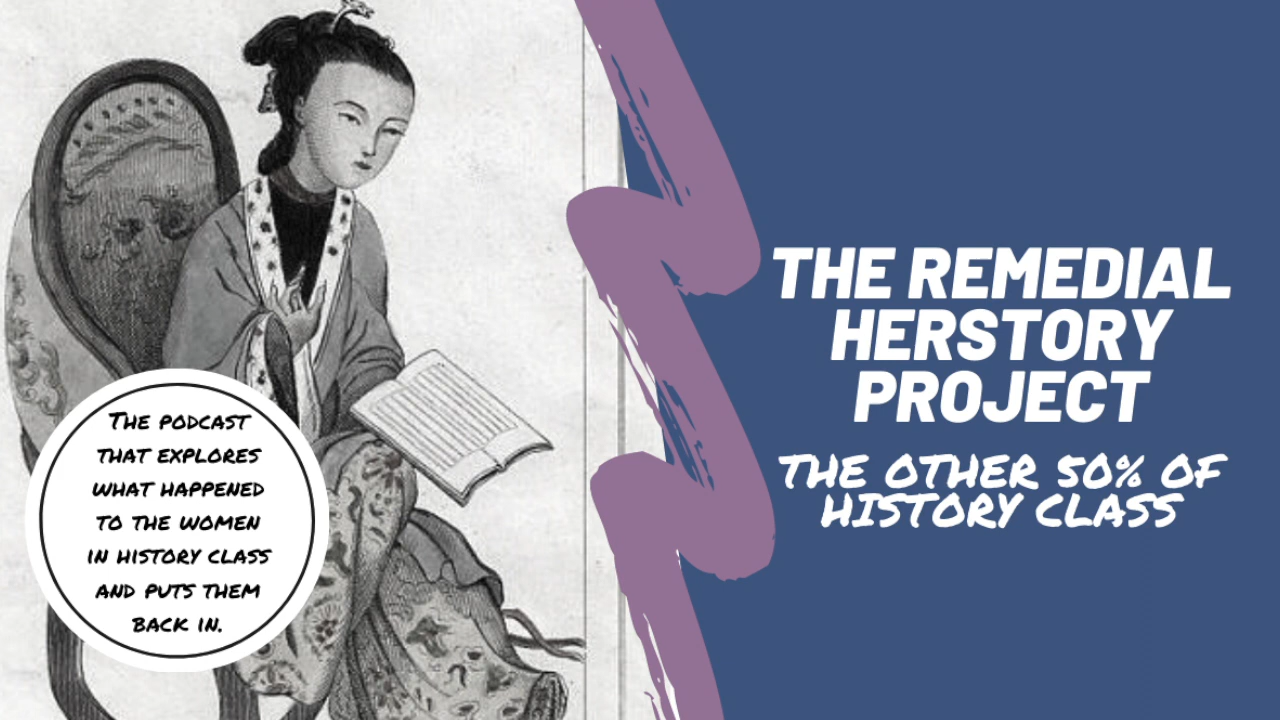 The podcast
that explores
what happened
to the women
in history class
and puts them
back in.
THE REMEDIAL
HERSTORY
PROJECT
THE OTHER 50% OF
HISTORY CLASS